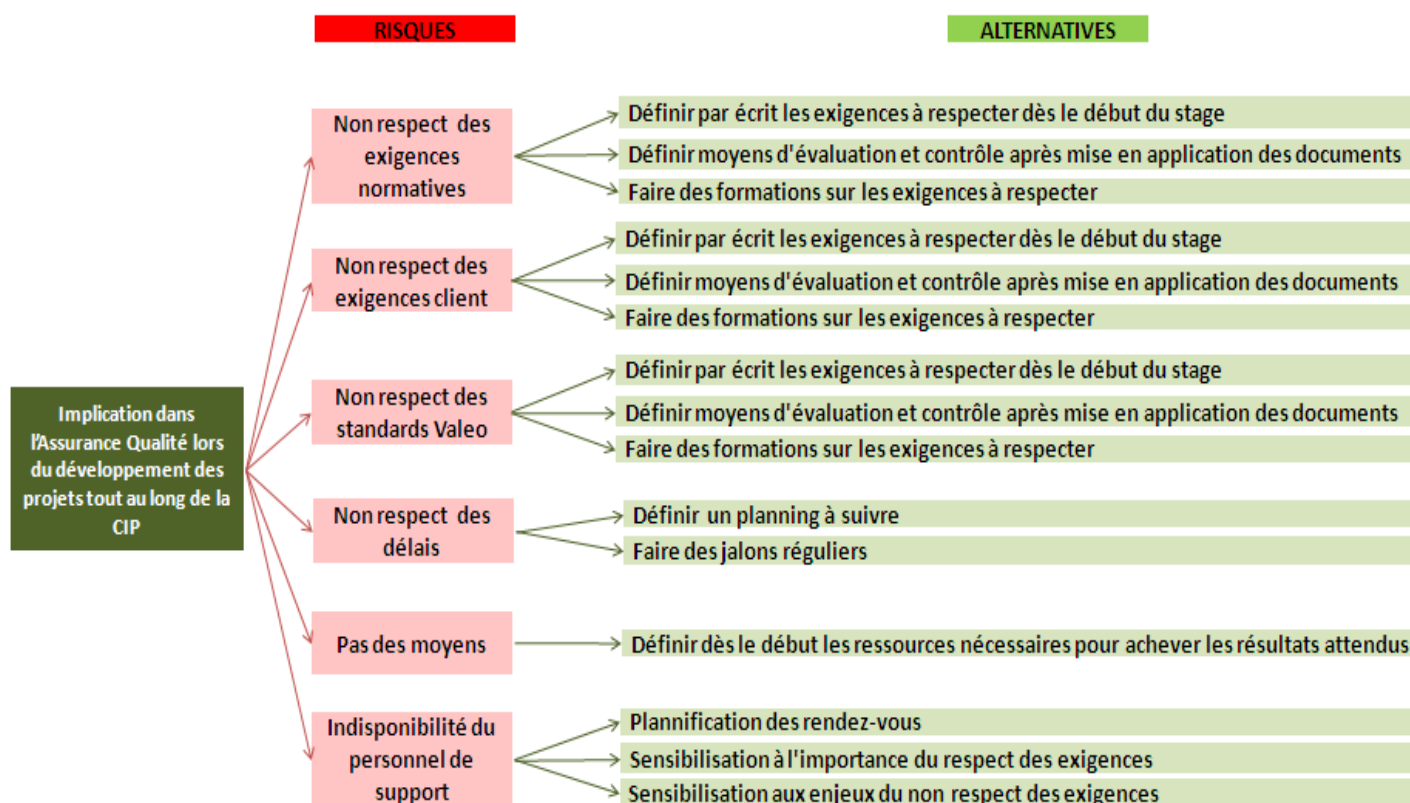 RISQUES
ALTERNATIVES
Non respect des
exigences
normatives
Définir par écrit les exigences à respecter dès le début du stage
Définir moyens d'évaluation et contrôle après mise en application des documents
Faire des formations sur les exigences à respecter
Non respect des
exigences client
Définir par écrit les exigences à respecter dès le début du stage
Définir moyens d'évaluation et contrôle après mise en application des documents
Faire des formations sur les exigences à respecter
Implication dans
l'Assurance Qualité lors
du développement des
projets tout au long de la
CIP
Non respect des
standards Valeo
Définir par écrit les exigences à respecter dès le début du stage
Définir moyens d'évaluation et contrôle après mise en application des documents
Faire des formations sur les exigences à respecter
Non respect des
délais
Définir un planning à suivre
Faire des jalons réguliers
Pas des moyens
Définir dès le début les ressources nécessaires pour achever les résultats attendus
Indisponibilité du
personnel de
support
Plannification des rendez-vous
Sensibilisation à l'importance du respect des exigences
Sensibilisation aux enjeux du non respect des exigences